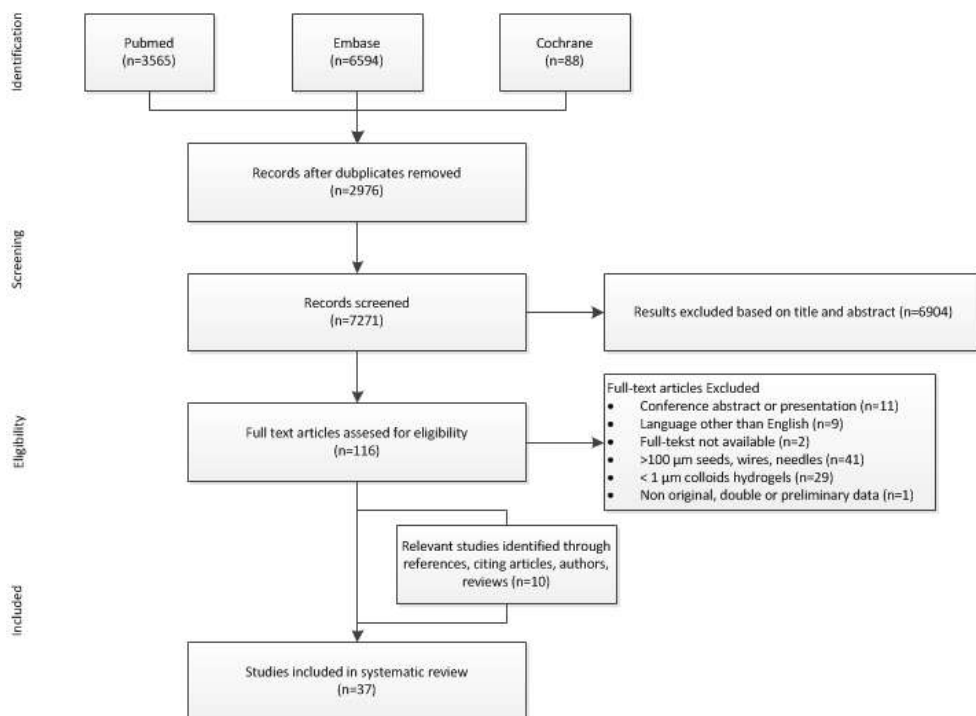 Identification
Pubmed
(n=3565)
Embase
(n=6594)
Cochrane
(n=88)
Records after dubplicates removed
(n=2976)
Screening
Records screened
(n=7271)
Results excluded based on title and abstract (n=6904)
Eligibility
Full text articles assesed for eligibility
(n=116)
Full-text articles Excluded
• Conference abstract or presentation (n=11)
• Language other than English (n=9)
• Full-tekst not available (n=2)
• >100 µm seeds, wires, needles (n=41)
• < 1 µm colloids hydrogels (n=29)
• Non original, double or preliminary data (n=1)
Relevant studies identified through
references, citing articles, authors,
reviews (n=10)
Included
Studies included in systematic review
(n=37)